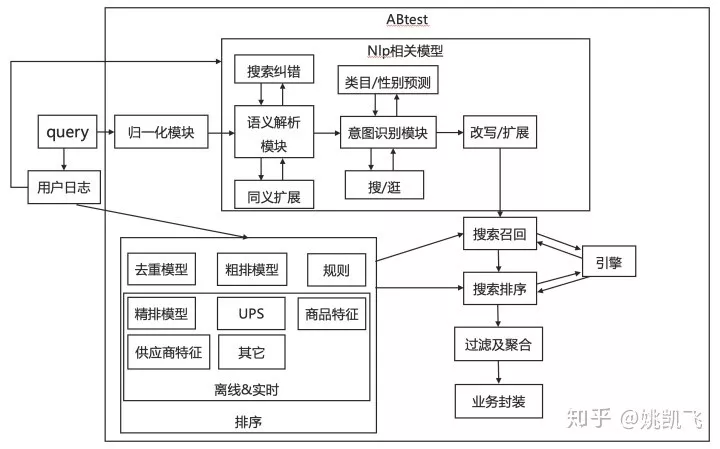 ABtest
Nlp相关模型
搜索纠错
类目/性别预测
query
归一化模块
语义解析
模块
意图识别模块
改写/扩展
用户日志
同义扩展
搜/逛
搜索召回
引擎
去重模型
粗排模型
规则
搜索排序
精排模型
UPS
商品特征
供应商特征
其它
过滤及聚合
离线&实时
业务封装
排序
知乎 @姚凯飞